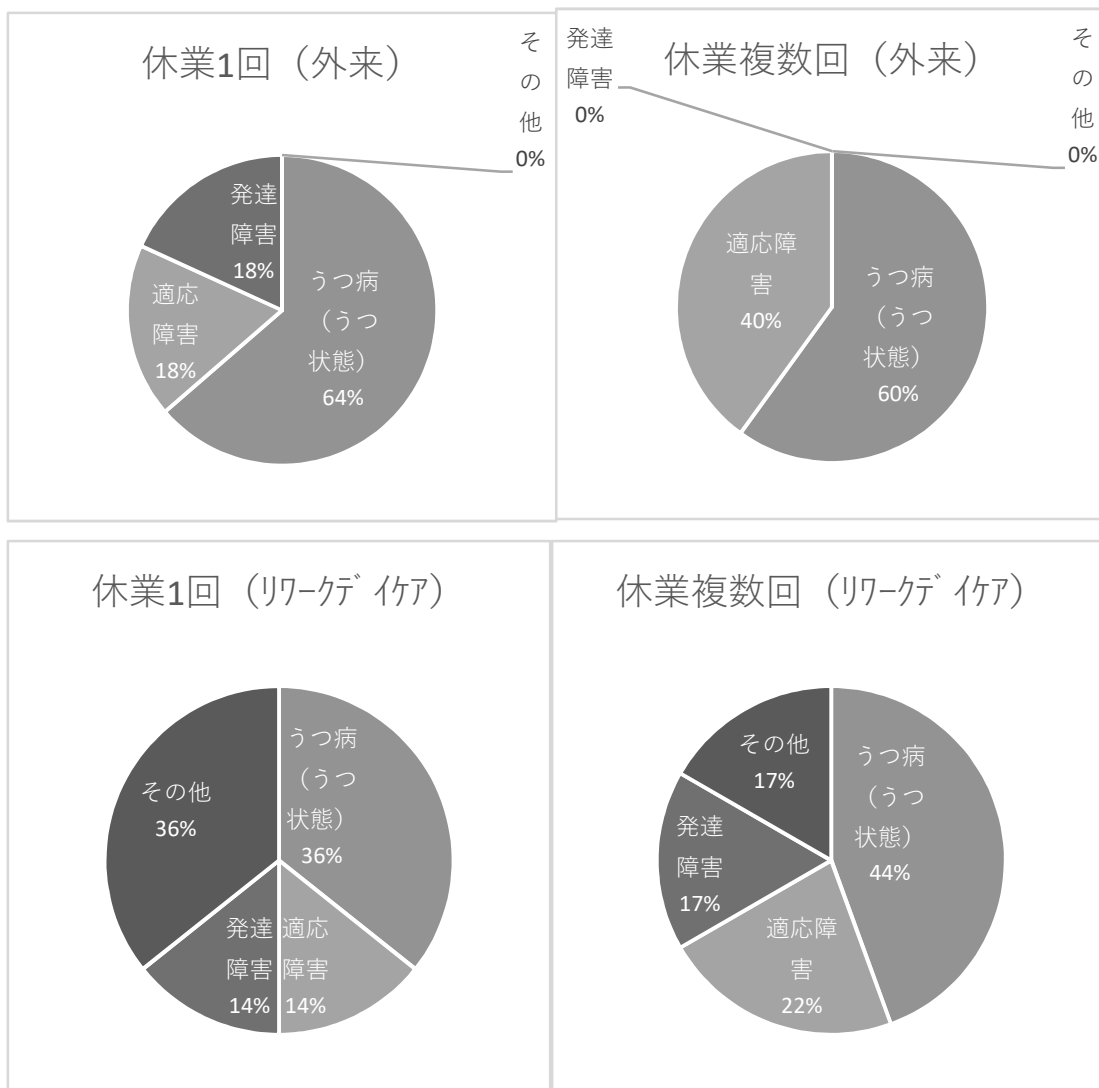 休業1回（外来）
そ
の
他
0%
発達
障害
18%
適応
障害
18%
うつ病
（うつ
状態）
64%
休業複数回（外来）
発達
障害
0%
そ
の
他
0%
適応障
害
40%
うつ病
（うつ
状態）
60%
休業1回（ﾘﾜｰｸﾃﾞｲｹｱ）
その他
36%
うつ病
（うつ
状態）
36%
発達
障害
14%
適応
障害
14%
休業複数回（ﾘﾜｰｸﾃﾞｲｹｱ）
その他
17%
うつ病
（うつ
状態）
44%
発達
障害
17%
適応障
害
22%